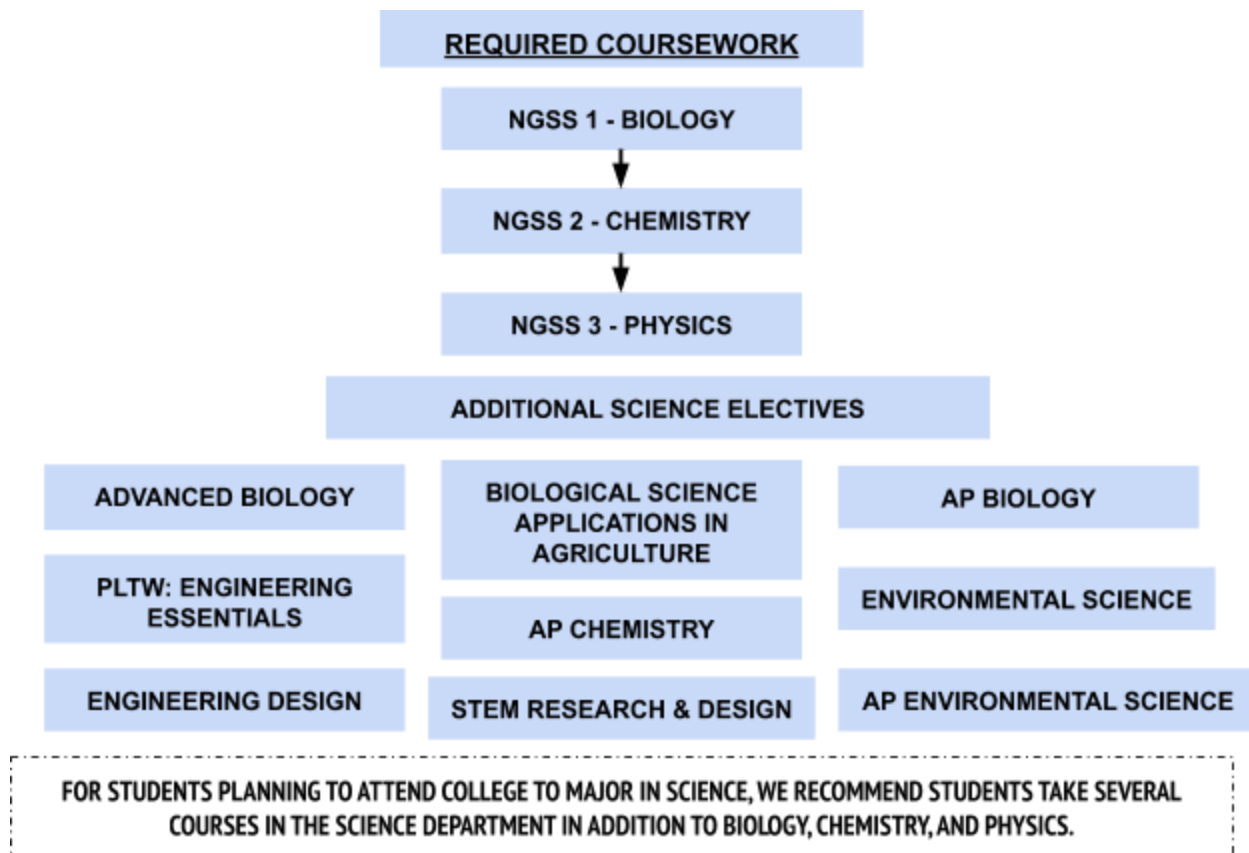 REQUIRED COURSEWORK
NGSS 1 - BIOLOGY
NGSS 2 - CHEMISTRY
NGSS 3 - PHYSICS
ADDITIONAL SCIENCE ELECTIVES
ADVANCED BIOLOGY
BIOLOGICAL SCIENCE
APPLICATIONS IN
AGRICULTURE
AP BIOLOGY
PLTW: ENGINEERING
ESSENTIALS
AP CHEMISTRY
ENVIRONMENTAL SCIENCE
ENGINEERING DESIGN
STEM RESEARCH & DESIGN
AP ENVIRONMENTAL SCIENCE
FOR STUDENTS PLANNING TO ATTEND COLLEGE TO MAJOR IN SCIENCE, WE RECOMMEND STUDENTS TAKE SEVERAL
COURSES IN THE SCIENCE DEPARTMENT IN ADDITION TO BIOLOGY, CHEMISTRY, AND PHYSICS.